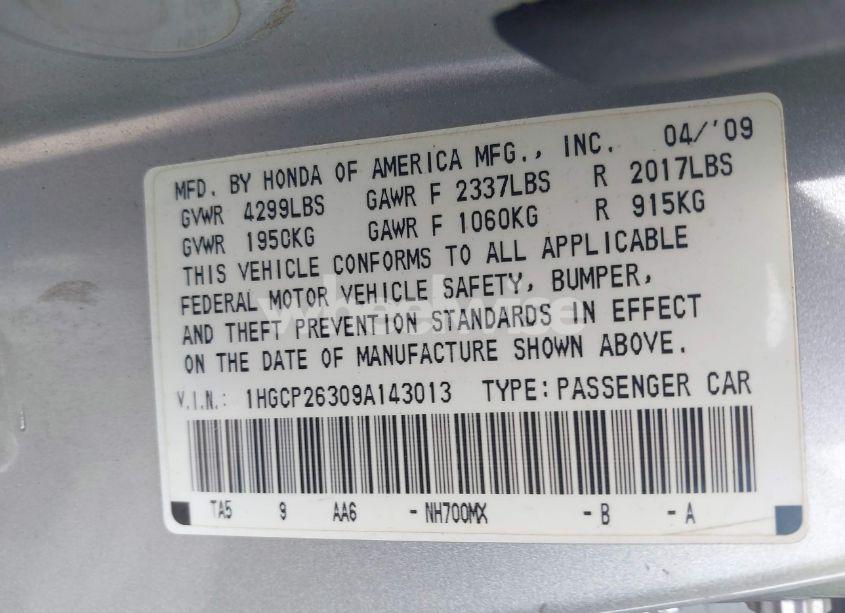 MFD. BY HONDA OF AMERICA MFG., INC. 04/'09
GVWR 4299LBS GAWR F 2337LBS R 2017LBS
GVWR 1950KG GAWR F 1060KG R 915KG
THIS VEHICLE CONFORMS TO ALL APPLICABLE
FEDERAL MOTOR VEHICLE SAFETY, BUMPER,
AND THEFT PREVENTION STANDARDS IN EFFECT
ON THE DATE OF MANUFACTURE SHOWN ABOVE.
V.I.N.: 1HGCP26309A143013 TYPE: PASSENGER CAR
TA5 9 AA6 - NH700MX - B - A
wheelwise